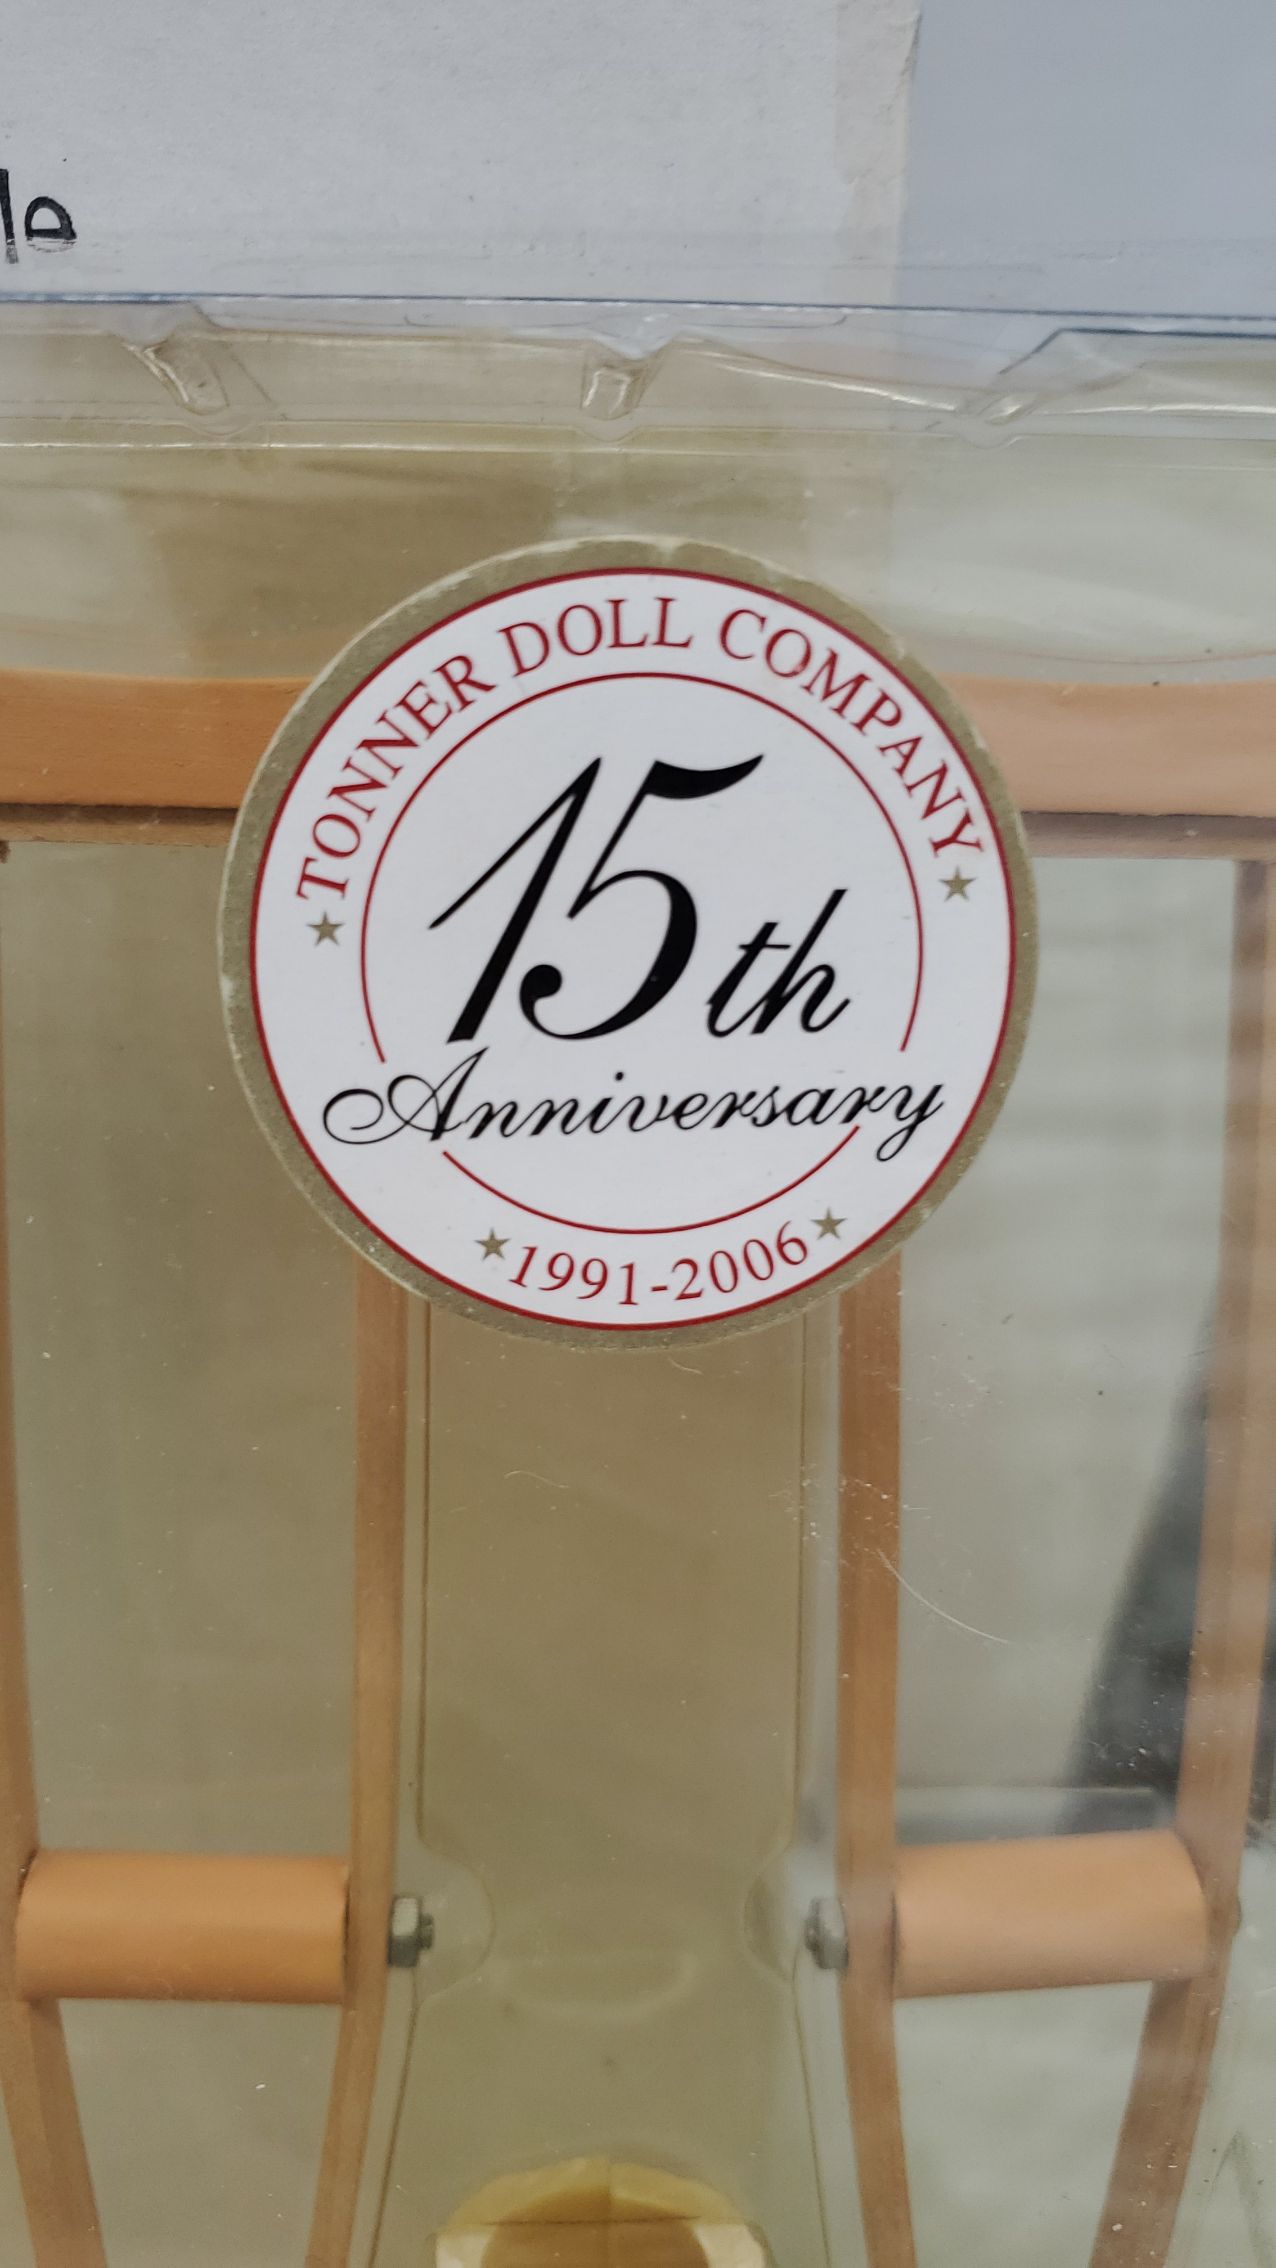 TONNER DOLL COMPANY
15th
Anniversary
1991-2006